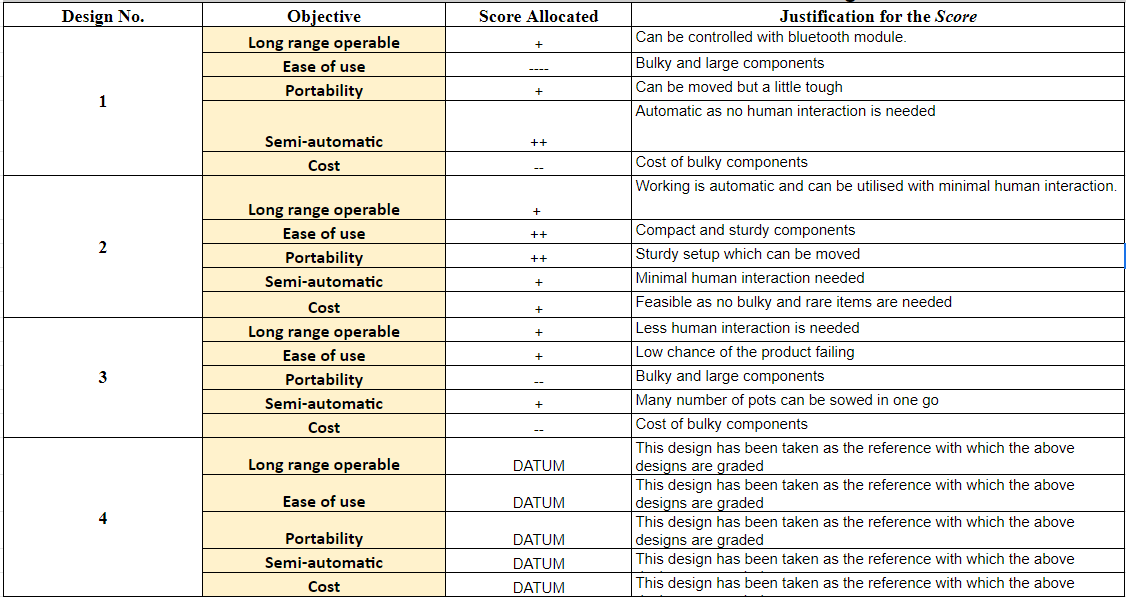 Design No. Objective Score Allocated Justification for the Score
1
Long range operable + Can be controlled with bluetooth module.
Ease of use ---- Bulky and large components
Portability + Can be moved but a little tough
Semi-automatic ++ Automatic as no human interaction is needed
Cost -- Cost of bulky components
2
Long range operable + Working is automatic and can be utilised with minimal human interaction.
Ease of use ++ Compact and sturdy components
Portability ++ Sturdy setup which can be moved
Semi-automatic + Minimal human interaction needed
Cost + Feasible as no bulky and rare items are needed
3
Long range operable + Less human interaction is needed
Ease of use + Low chance of the product failing
Portability -- Bulky and large components
Semi-automatic + Many number of pots can be sowed in one go
Cost -- Cost of bulky components
4
Long range operable DATUM This design has been taken as the reference with which the above
designs are graded
Ease of use DATUM This design has been taken as the reference with which the above
designs are graded
Portability DATUM This design has been taken as the reference with which the above
designs are graded
Semi-automatic DATUM This design has been taken as the reference with which the above
Cost DATUM This design has been taken as the reference with which the above